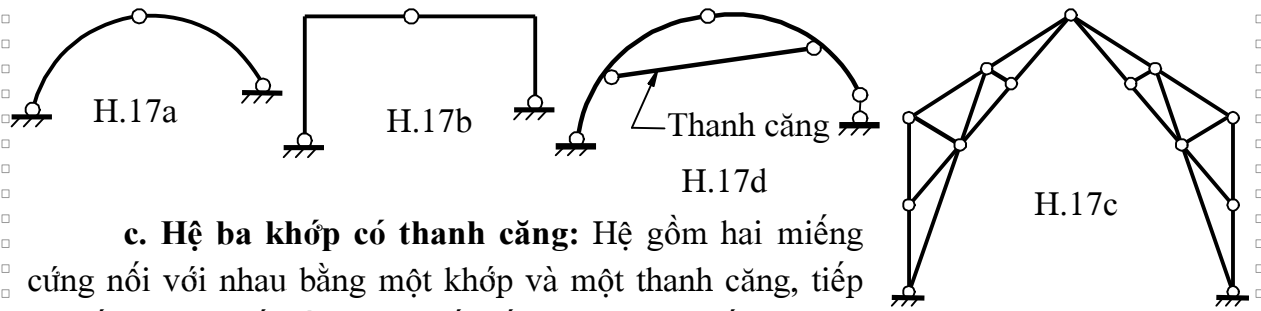 H.17a
H.17b
Thanh căng
H.17d
H.17c
c. Hệ ba khớp có thanh căng: Hệ gồm hai miếng
cứng nối với nhau bằng một khớp và một thanh căng, tiếp